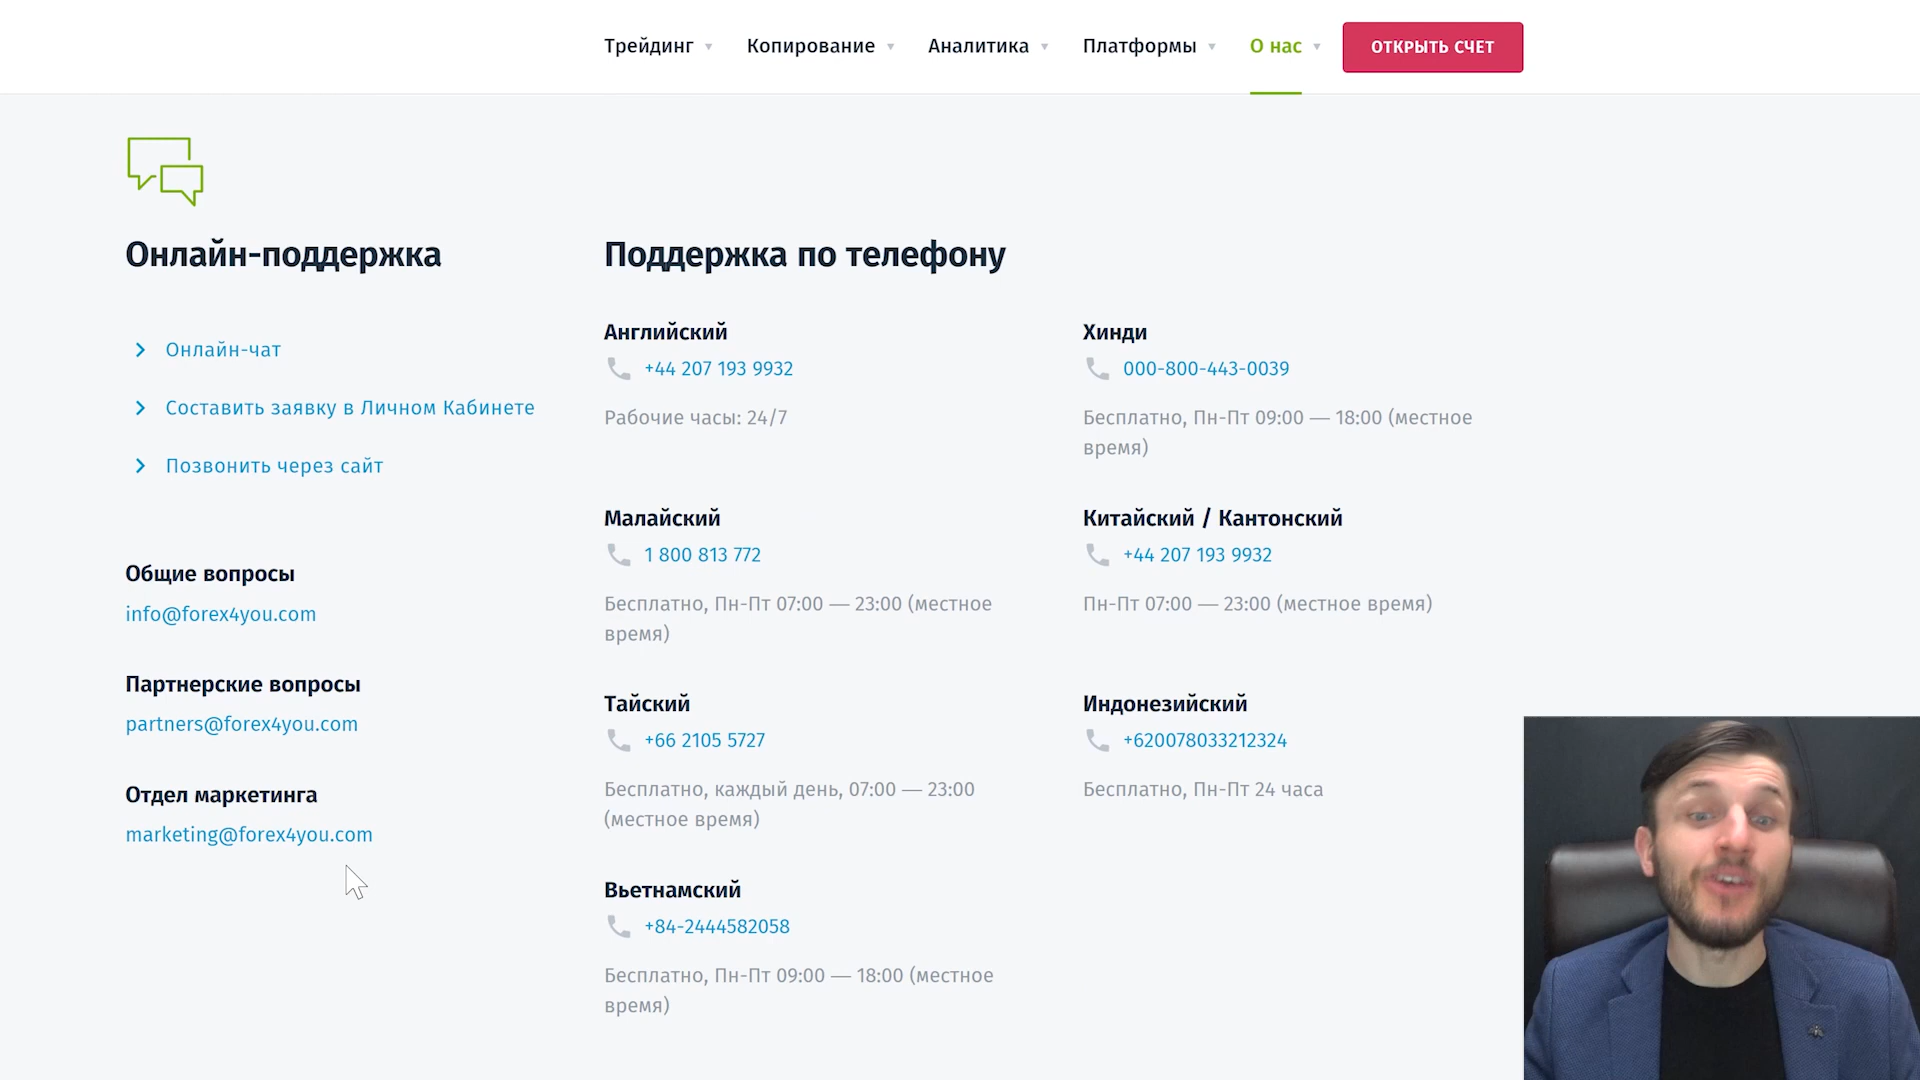 Трейдинг
Копирование
Аналитика
Платформы
О нас
ОТКРЫТЬ СЧЕТ
Онлайн-поддержка
Онлайн-чат
Составить заявку в Личном Кабинете
Позвонить через сайт
Общие вопросы
info@forex4you.com
Партнерские вопросы
partners@forex4you.com
Отдел маркетинга
marketing@forex4you.com
Поддержка по телефону
Английский
+44 207 193 9932
Рабочие часы: 24/7
Хинди
000-800-443-0039
Бесплатно, Пн-Пт 09:00 — 18:00 (местное
время)
Малайский
1 800 813 772
Бесплатно, Пн-Пт 07:00 — 23:00 (местное
время)
Китайский / Кантонский
+44 207 193 9932
Пн-Пт 07:00 — 23:00 (местное время)
Тайский
+66 2105 5727
Бесплатно, каждый день, 07:00 — 23:00
(местное время)
Индонезийский
+620078033212324
Бесплатно, Пн-Пт 24 часа
Вьетнамский
+84-2444582058
Бесплатно, Пн-Пт 09:00 — 18:00 (местное
время)